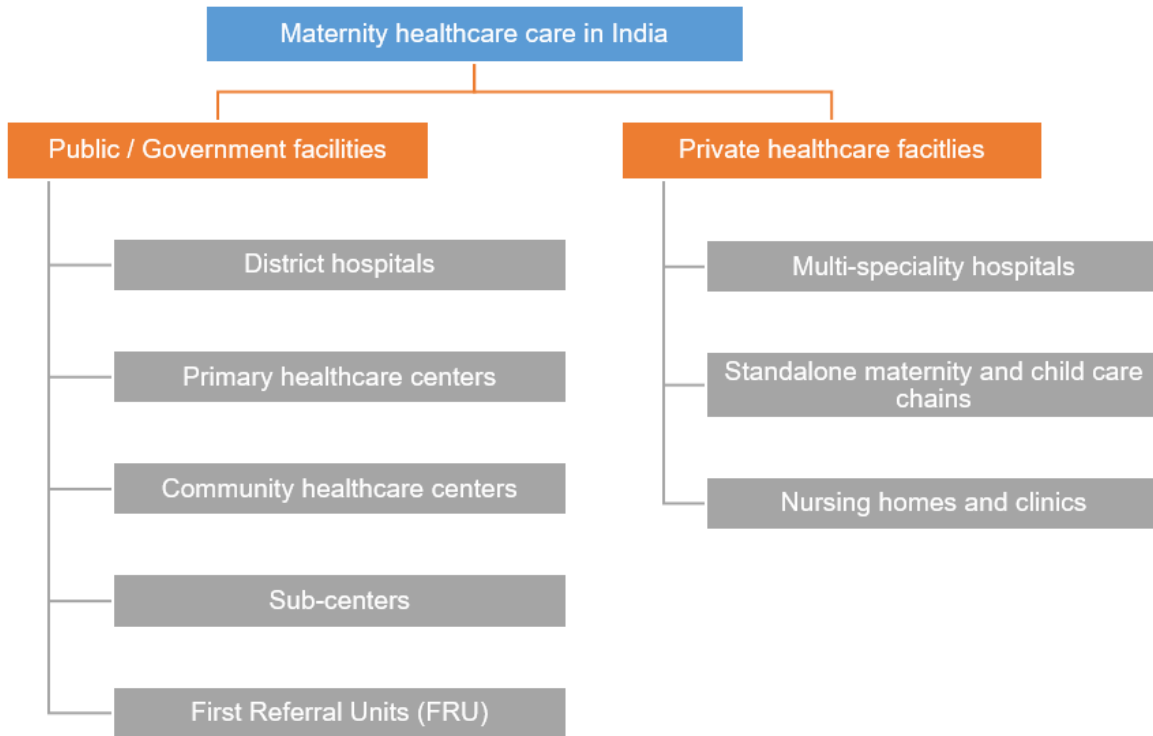 Maternity healthcare care in India
Public / Government facilities
District hospitals
Primary healthcare centers
Community healthcare centers
Sub-centers
First Referral Units (FRU)
Private healthcare facitlies
Multi-speciality hospitals
Standalone maternity and child care
chains
Nursing homes and clinics